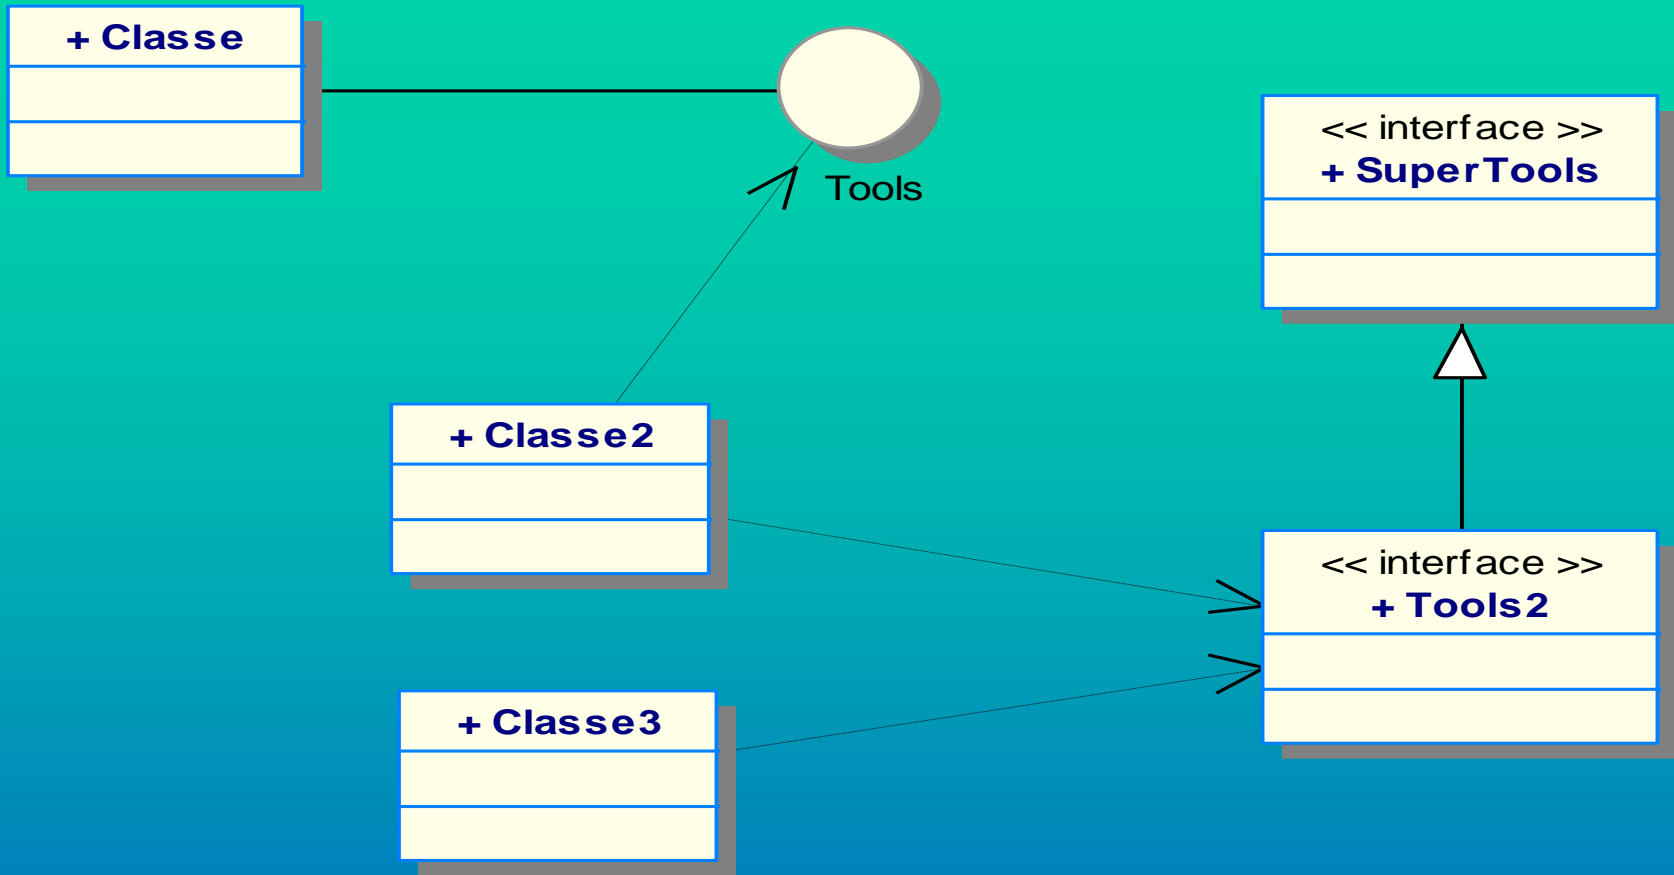 + Classe
Tools
<< interface >>
+ SuperTools
+ Classe2
<< interface >>
+ Tools2
+ Classe3